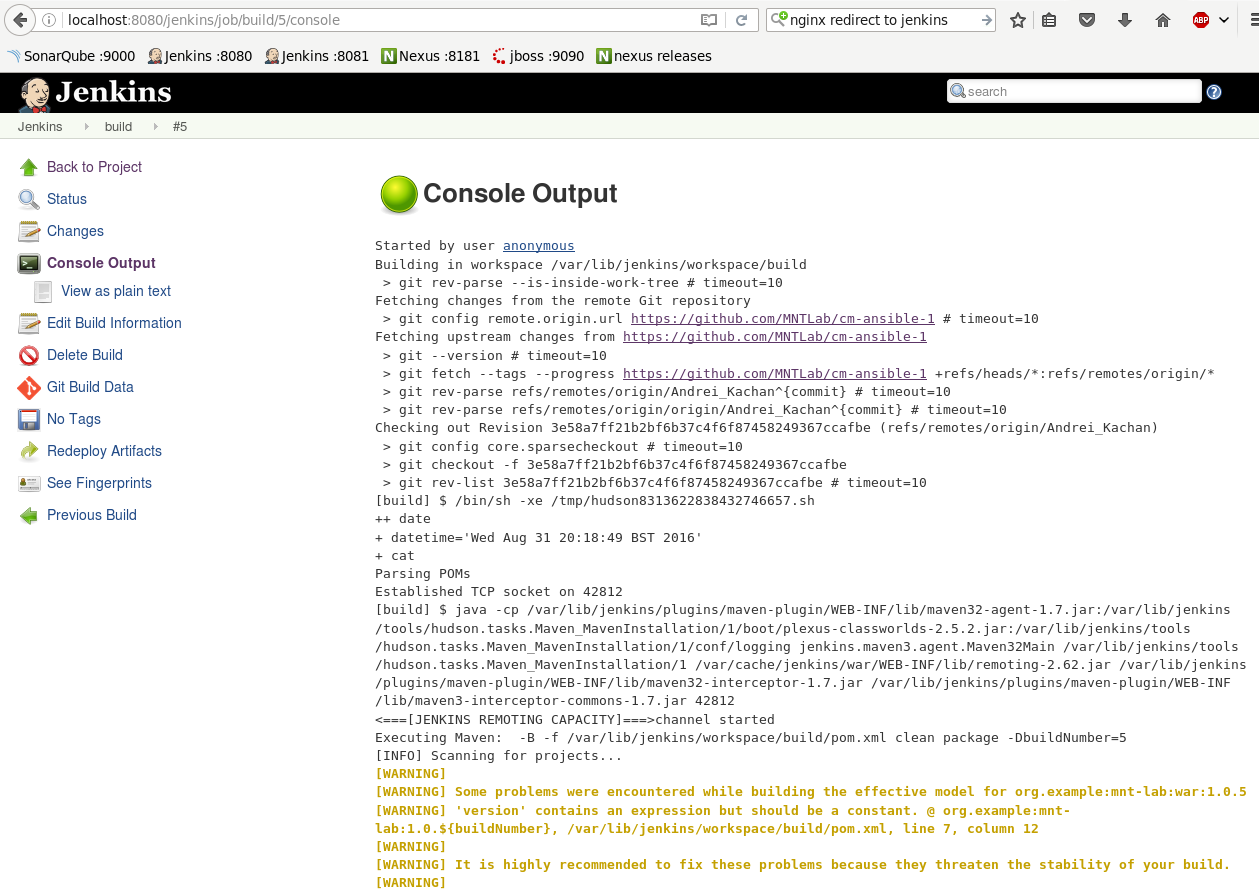 localhost:8080/jenkins/job/build/5/console
nginx redirect to jenkins
ABP
SonarQube :9000
Jenkins :8080
Jenkins :8081
N Nexus :8181
jboss :9090
N nexus releases
Jenkins
search
?
Jenkins
build
#5
Back to Project
Status
Changes
Console Output
View as plain text
Edit Build Information
Delete Build
Git Build Data
No Tags
Redeploy Artifacts
See Fingerprints
Previous Build
Console Output
Started by user anonymous
Building in workspace /var/lib/jenkins/workspace/build
> git rev-parse --is-inside-work-tree # timeout=10
Fetching changes from the remote Git repository
> git config remote.origin.url https://github.com/MNTLab/cm-ansible-1 # timeout=10
Fetching upstream changes from https://github.com/MNTLab/cm-ansible-1
> git --version # timeout=10
> git fetch --tags --progress https://github.com/MNTLab/cm-ansible-1 +refs/heads/*:refs/remotes/origin/*
> git rev-parse refs/remotes/origin/Andrei_Kachan^{commit} # timeout=10
> git rev-parse refs/remotes/origin/origin/Andrei_Kachan^{commit} # timeout=10
Checking out Revision 3e58a7ff21b2bf6b37c4f6f87458249367ccafbe (refs/remotes/origin/Andrei_Kachan)
> git config core.sparsecheckout # timeout=10
> git checkout -f 3e58a7ff21b2bf6b37c4f6f87458249367ccafbe
> git rev-list 3e58a7ff21b2bf6b37c4f6f87458249367ccafbe # timeout=10
[build] $ /bin/sh -xe /tmp/hudson8313622838432746657.sh
++ date
+ datetime='Wed Aug 31 20:18:49 BST 2016'
+ cat
Parsing POMs
Established TCP socket on 42812
[build] $ java -cp /var/lib/jenkins/plugins/maven-plugin/WEB-INF/lib/maven32-agent-1.7.jar:/var/lib/jenkins
/tools/hudson.tasks.Maven_MavenInstallation/1/boot/plexus-classworlds-2.5.2.jar:/var/lib/jenkins/tools
/hudson.tasks.Maven_MavenInstallation/1/conf/logging jenkins.maven3.agent.Maven32Main /var/lib/jenkins/tools
/hudson.tasks.Maven_MavenInstallation/1 /var/cache/jenkins/war/WEB-INF/lib/remoting-2.62.jar /var/lib/jenkins
/plugins/maven-plugin/WEB-INF/lib/maven32-interceptor-1.7.jar /var/lib/jenkins/plugins/maven-plugin/WEB-INF
/lib/maven3-interceptor-commons-1.7.jar 42812
<===[JENKINS REMOTING CAPACITY]===>channel started
Executing Maven:  -B -f /var/lib/jenkins/workspace/build/pom.xml clean package -DbuildNumber=5
[INFO] Scanning for projects...
[WARNING]
[WARNING] Some problems were encountered while building the effective model for org.example:mnt-lab:war:1.0.5
[WARNING] 'version' contains an expression but should be a constant. @ org.example:mnt-
lab:1.0.${buildNumber}, /var/lib/jenkins/workspace/build/pom.xml, line 7, column 12
[WARNING]
[WARNING] It is highly recommended to fix these problems because they threaten the stability of your build.
[WARNING]